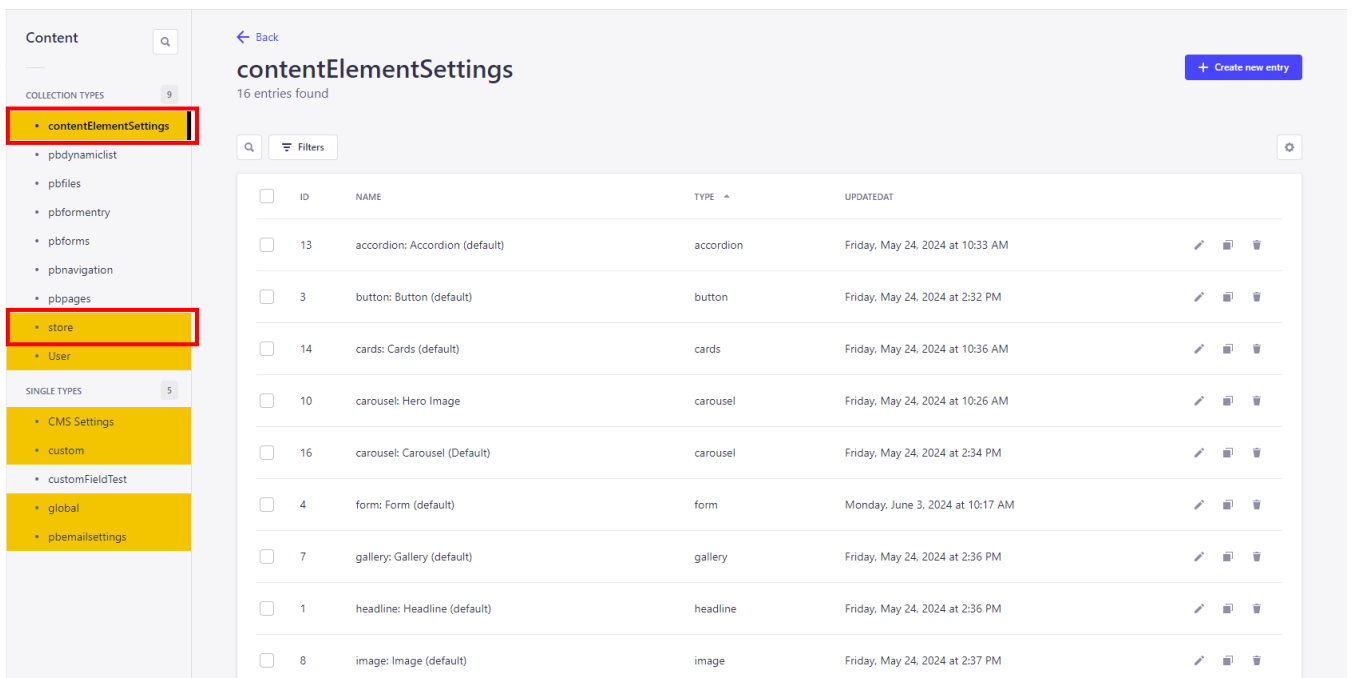 Content
COLLECTION TYPES 9
contentElementSettings
pbdynamiclist
pbfiles
pbformentry
pbforms
pbnavigation
pbpages
store
User
SINGLE TYPES 5
CMS Settings
custom
customFieldTest
global
pbemailsettings
Back
contentElementSettings
16 entries found
Create new entry
Filters
ID NAME TYPE UPDATEDAT
13 accordion: Accordion (default) accordion Friday, May 24, 2024 at 10:33 AM
3 button: Button (default) button Friday, May 24, 2024 at 2:32 PM
14 cards: Cards (default) cards Friday, May 24, 2024 at 10:36 AM
10 carousel: Hero Image carousel Friday, May 24, 2024 at 10:26 AM
16 carousel: Carousel (Default) carousel Friday, May 24, 2024 at 2:34 PM
4 form: Form (default) form Monday, June 3, 2024 at 10:17 AM
7 gallery: Gallery (default) gallery Friday, May 24, 2024 at 2:36 PM
1 headline: Headline (default) headline Friday, May 24, 2024 at 2:36 PM
8 image: Image (default) image Friday, May 24, 2024 at 2:37 PM